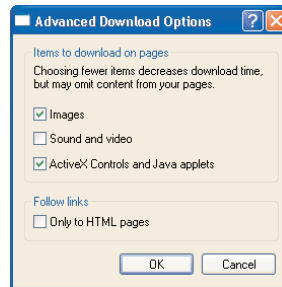 Advanced Download Options
Items to download on pages
Choosing fewer items decreases download time,
but may omit content from your pages.
Images
Sound and video
ActiveX Controls and Java applets
Follow links
Only to HTML pages
OK Cancel